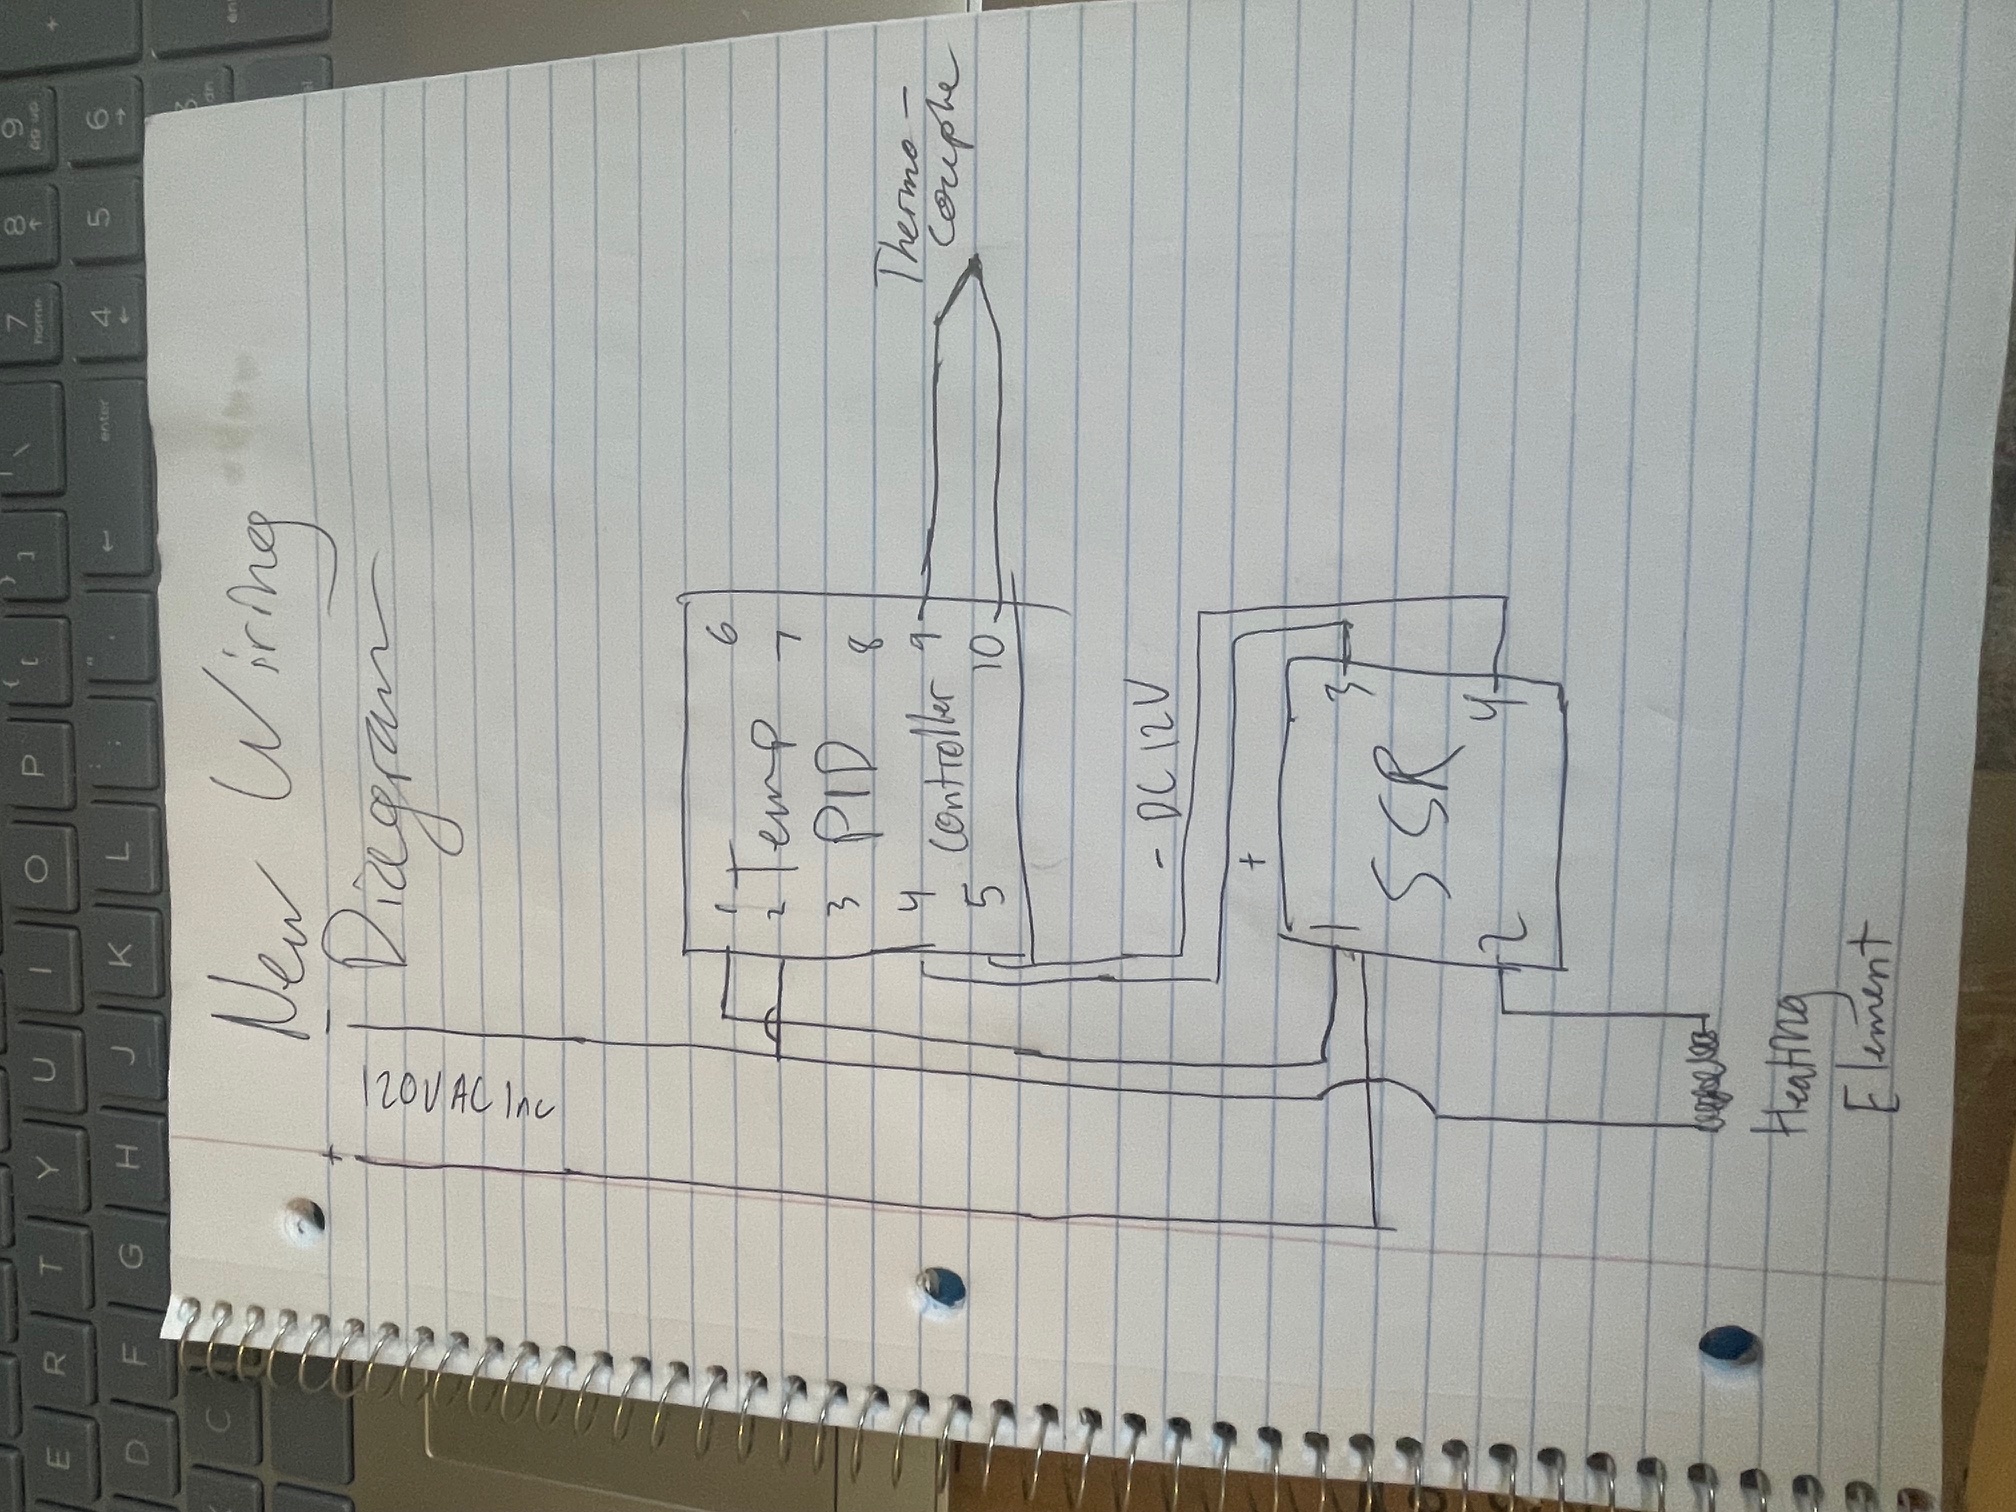 E R T Y U I O P { [ } ] | \ 7 home 8 ↑ 9 pg up +
D F G H J K L : ; " ' ← enter 4 ← 5 6 →
C
New Wiring
Diagram
+ -
120VAC Inc
1 6
2 Temp 7
3 PID 8
4 Controller 9
5 10
Thermo-
couple
- DC 12V
+
1 3
SSR
2 4
Heating
Element